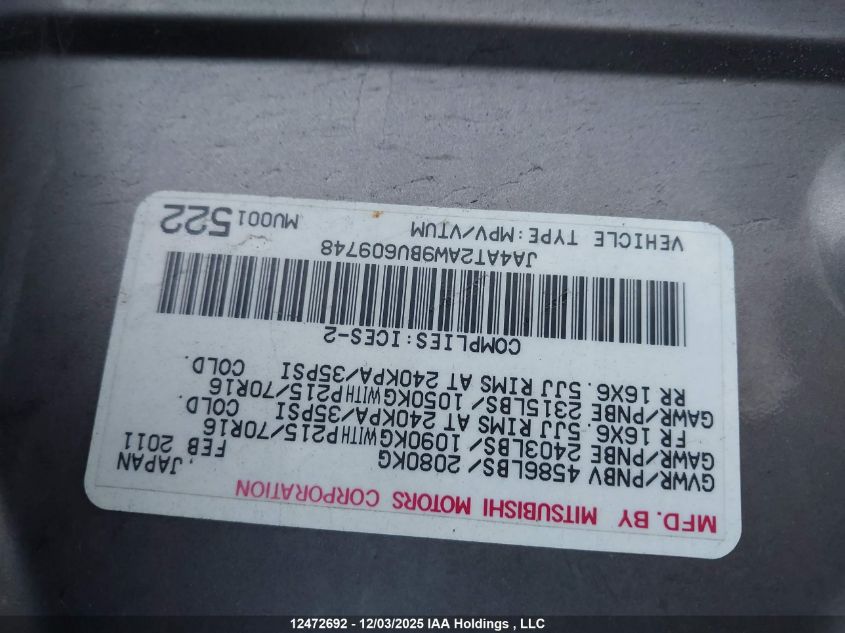 MFD. BY MITSUBISHI MOTORS CORPORATION
GVWR/PNBV 4586LBS/ 2080KG JAPAN
GAWR/PNBE 2403LBS/ 1090KG WITH P215/70R16 FEB 2011
FR 16X6.5JJ RIMS AT 240KPA/35PSI COLD.
GAWR/PNBE 2315LBS/ 1050KG WITH P215/70R16
RR 16X6.5JJ RIMS AT 240KPA/35PSI COLD.
COMPLIES:ICES-2
JA4AT2AW9BU609748
VEHICLE TYPE:MPV/VTUM MU001 522
12472692 - 12/03/2025 IAA Holdings , LLC